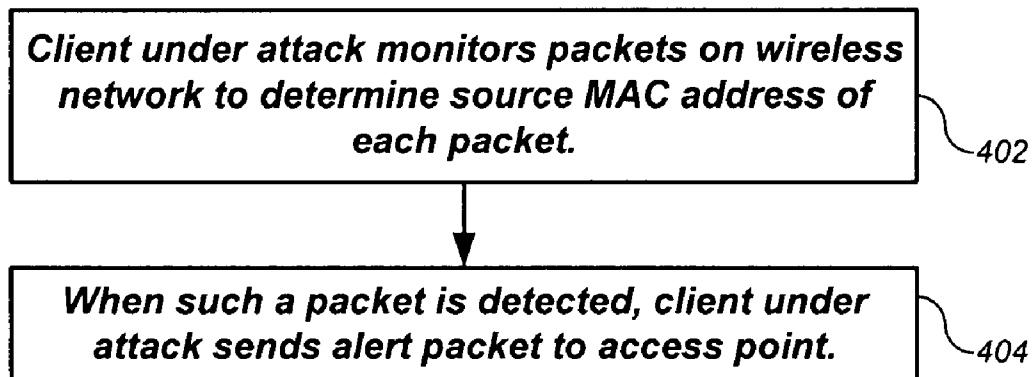 Client under attack monitors packets on wireless
network to determine source MAC address of
each packet.
402
When such a packet is detected, client under
attack sends alert packet to access point.
404